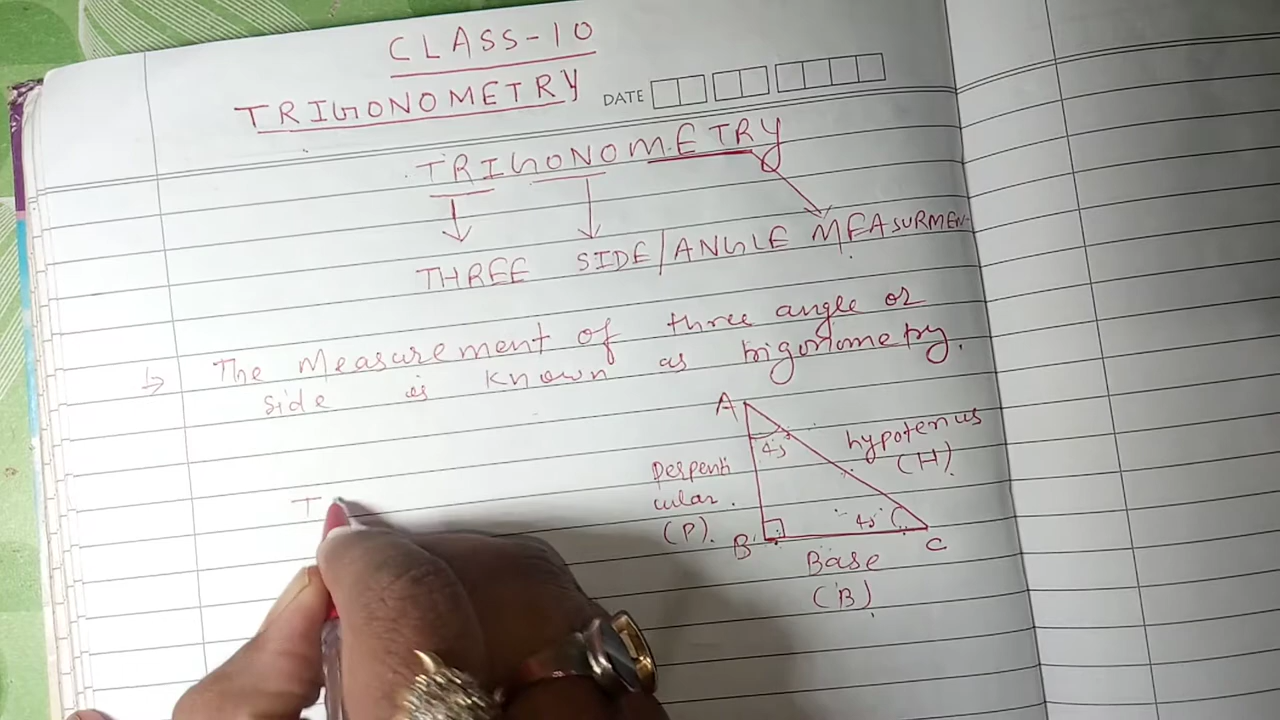 CLASS-10
TRIGONOMETRY
DATE
TRIGONOMETRY
THREE SIDE/ANGLE MEASURMEN
The Measurement of three angle or
side is known as trigonometry.
A
45°
hypotenus
(H).
perpendi
cular.
(P).
B
45°
C
Base
(B)
T